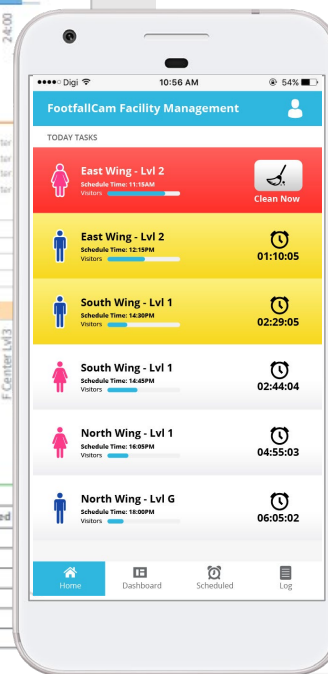 24:00
F Center Lvl3
Digi 10:56 AM 54%
FootfallCam Facility Management
TODAY TASKS
East Wing - Lvl 2
Schedule Time: 11:15AM
Visitors
Clean Now
East Wing - Lvl 2
Schedule Time: 12:15PM
Visitors
01:10:05
South Wing - Lvl 1
Schedule Time: 14:30PM
Visitors
02:29:05
South Wing - Lvl 1
Schedule Time: 14:45PM
Visitors
02:44:04
North Wing - Lvl 1
Schedule Time: 16:05PM
Visitors
04:55:03
North Wing - Lvl G
Schedule Time: 18:00PM
Visitors
06:05:02
Home Dashboard Scheduled Log